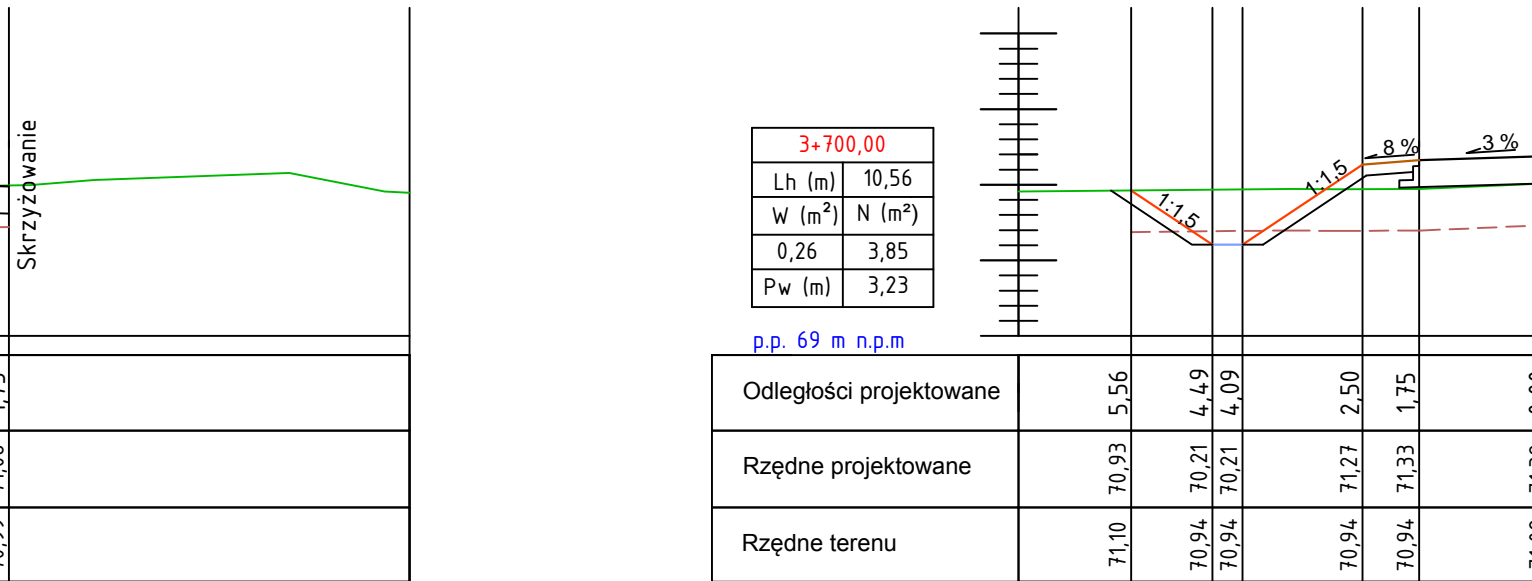 Skrzyżowanie
3+700,00
Lh (m) 10,56
W (m²) N (m²)
0,26 3,85
Pw (m) 3,23
p.p. 69 m n.p.m
1:1,5
1:1,5
8 %
3 %
Odległości projektowane 5,56 4,49 4,09 2,50 1,75
Rzędne projektowane 70,93 70,21 70,21 71,27 71,33
Rzędne terenu 71,10 70,94 70,94 70,94 70,94